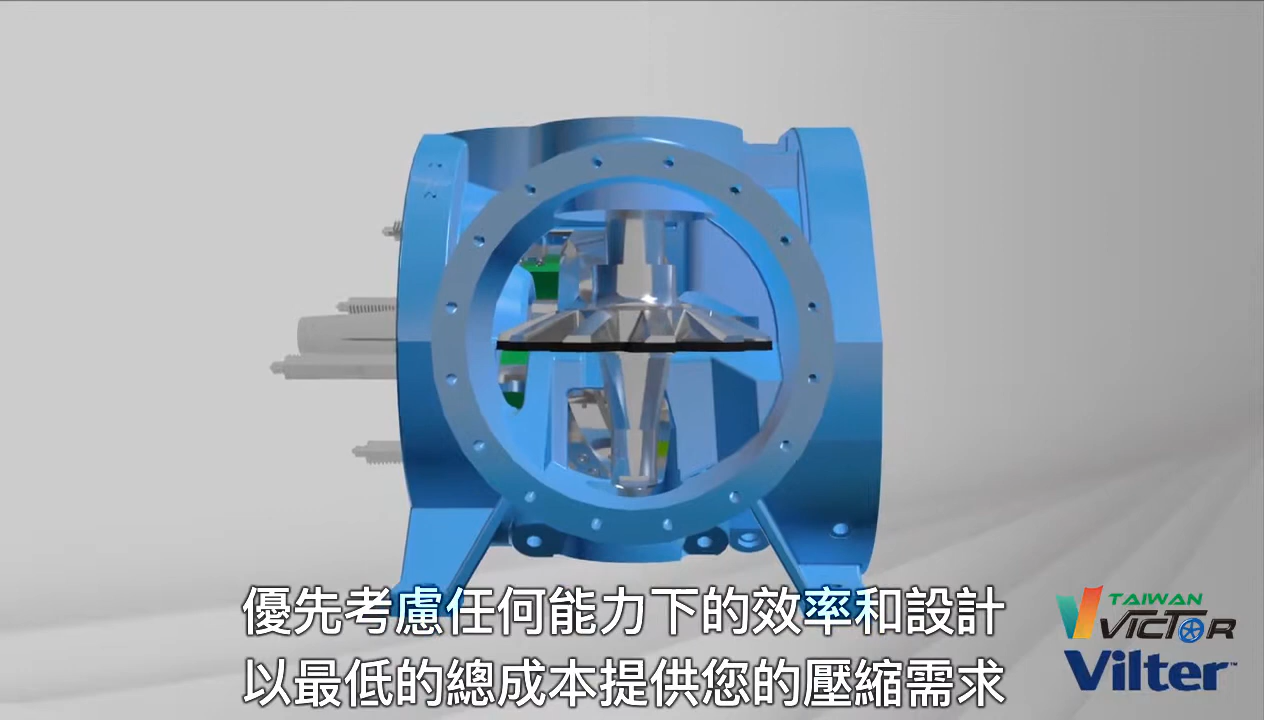 優先考慮任何能力下的效率和設計
以最低的總成本提供您的壓縮需求
TAIWAN
VICTOR
Vilter™